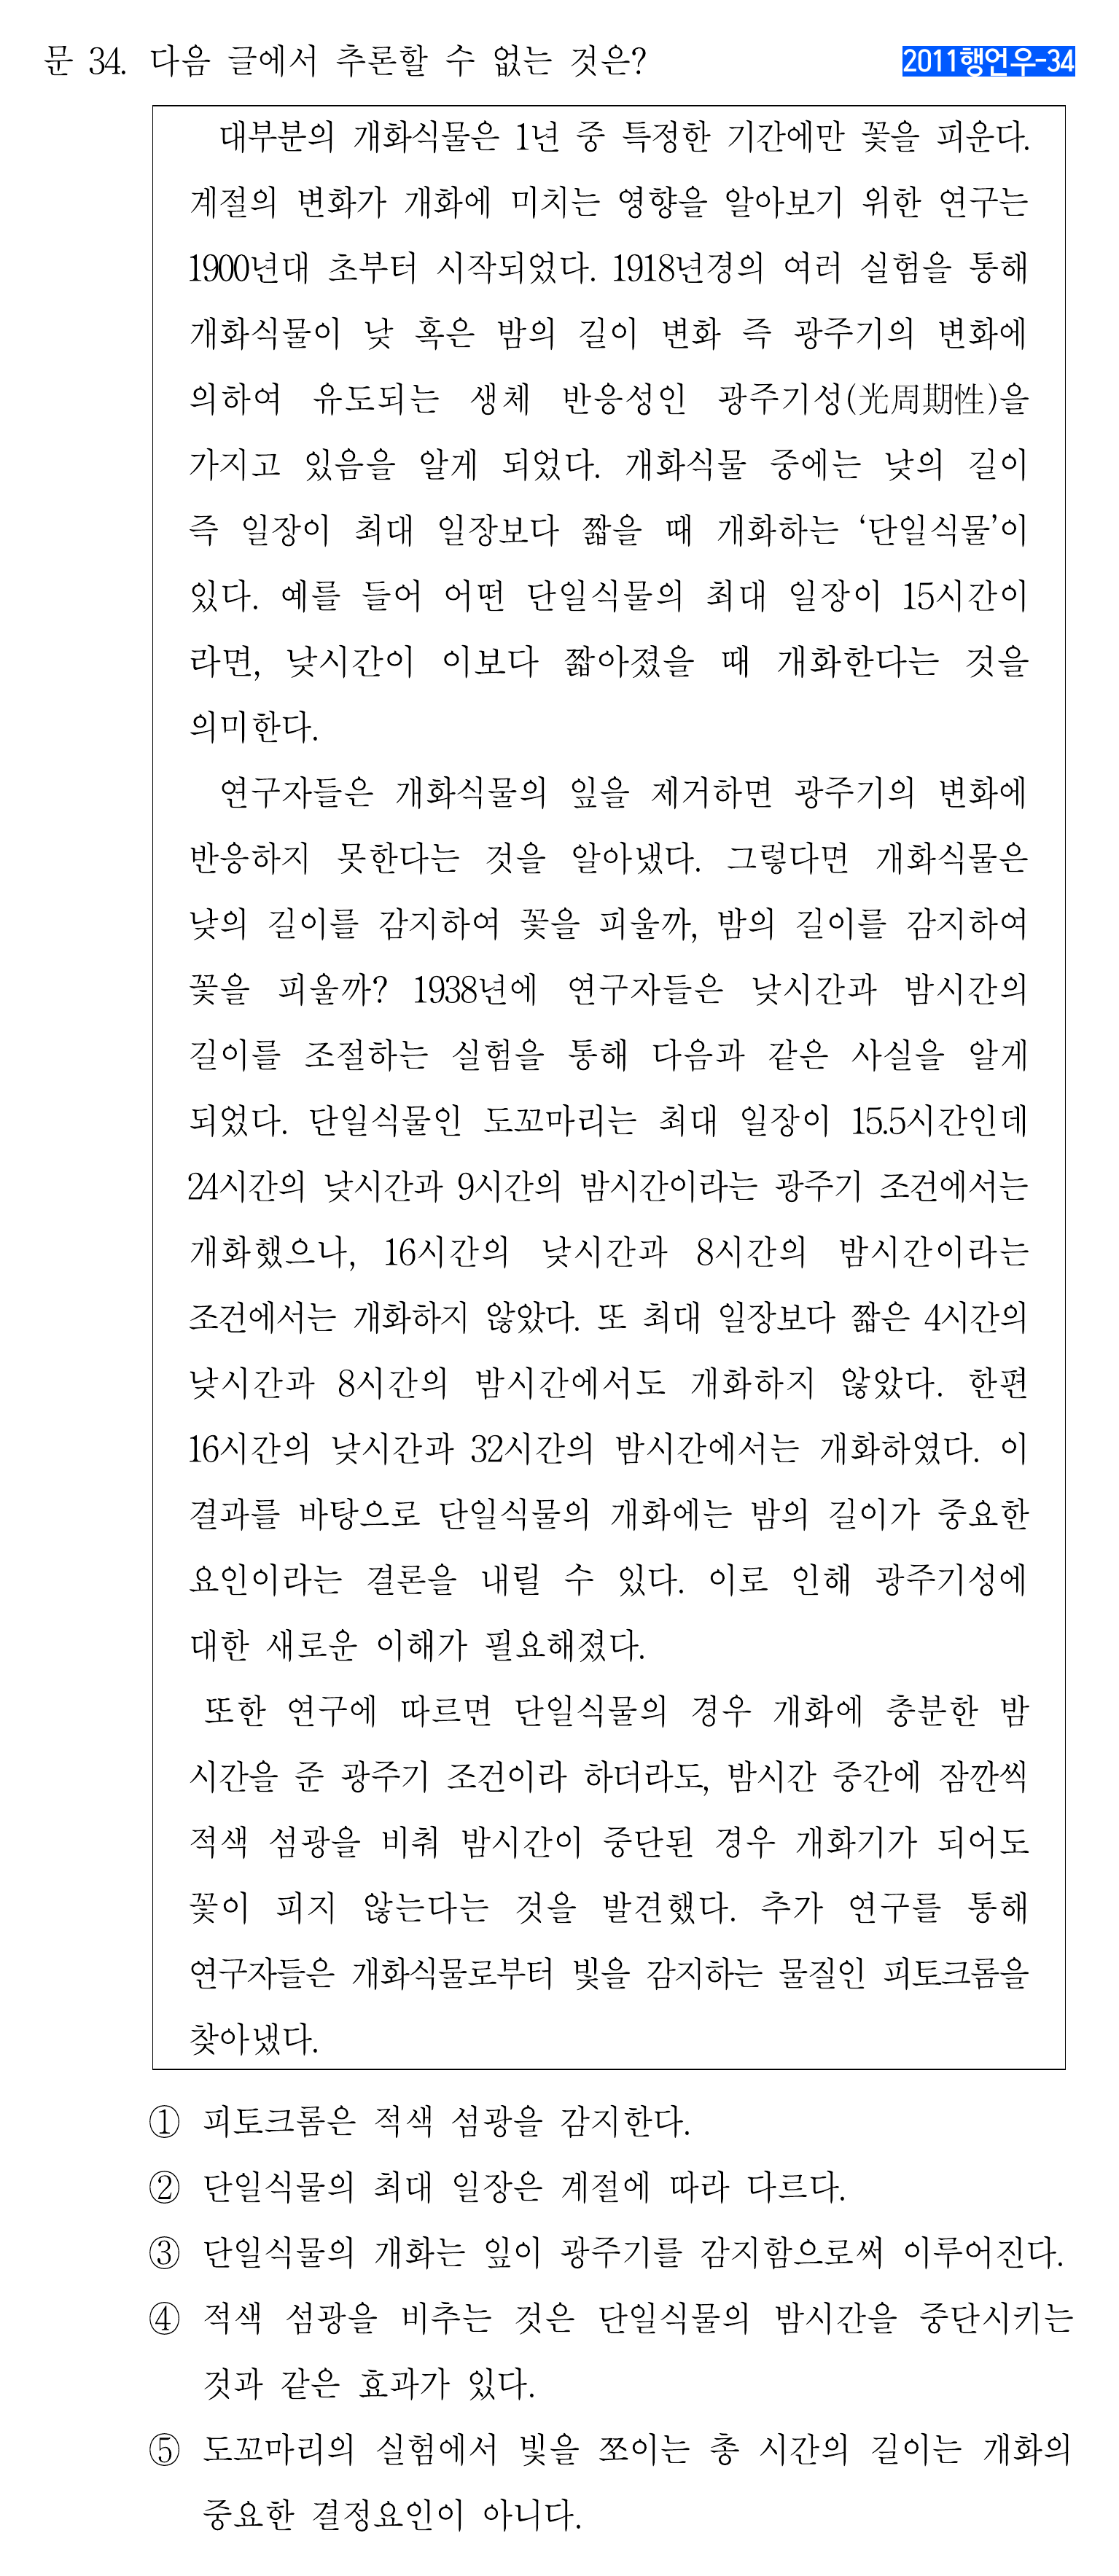 문 34. 다음 글에서 추론할 수 없는 것은?
2011행언우-34
대부분의 개화식물은 1년 중 특정한 기간에만 꽃을 피운다.
계절의 변화가 개화에 미치는 영향을 알아보기 위한 연구는
1900년대 초부터 시작되었다. 1918년경의 여러 실험을 통해
개화식물이 낮 혹은 밤의 길이 변화 즉 광주기의 변화에
의하여 유도되는 생체 반응성인 광주기성(光周期性)을
가지고 있음을 알게 되었다. 개화식물 중에는 낮의 길이
즉 일장이 최대 일장보다 짧을 때 개화하는 ‘단일식물’이
있다. 예를 들어 어떤 단일식물의 최대 일장이 15시간이
라면, 낮시간이 이보다 짧아졌을 때 개화한다는 것을
의미한다.
연구자들은 개화식물의 잎을 제거하면 광주기의 변화에
반응하지 못한다는 것을 알아냈다. 그렇다면 개화식물은
낮의 길이를 감지하여 꽃을 피울까, 밤의 길이를 감지하여
꽃을 피울까? 1938년에 연구자들은 낮시간과 밤시간의
길이를 조절하는 실험을 통해 다음과 같은 사실을 알게
되었다. 단일식물인 도꼬마리는 최대 일장이 15.5시간인데
24시간의 낮시간과 9시간의 밤시간이라는 광주기 조건에서는
개화했으나, 16시간의 낮시간과 8시간의 밤시간이라는
조건에서는 개화하지 않았다. 또 최대 일장보다 짧은 4시간의
낮시간과 8시간의 밤시간에서도 개화하지 않았다. 한편
16시간의 낮시간과 32시간의 밤시간에서는 개화하였다. 이
결과를 바탕으로 단일식물의 개화에는 밤의 길이가 중요한
요인이라는 결론을 내릴 수 있다. 이로 인해 광주기성에
대한 새로운 이해가 필요해졌다.
또한 연구에 따르면 단일식물의 경우 개화에 충분한 밤
시간을 준 광주기 조건이라 하더라도, 밤시간 중간에 잠깐씩
적색 섬광을 비춰 밤시간이 중단된 경우 개화기가 되어도
꽃이 피지 않는다는 것을 발견했다. 추가 연구를 통해
연구자들은 개화식물로부터 빛을 감지하는 물질인 피토크롬을
찾아냈다.
① 피토크롬은 적색 섬광을 감지한다.
② 단일식물의 최대 일장은 계절에 따라 다르다.
③ 단일식물의 개화는 잎이 광주기를 감지함으로써 이루어진다.
④ 적색 섬광을 비추는 것은 단일식물의 밤시간을 중단시키는
것과 같은 효과가 있다.
⑤ 도꼬마리의 실험에서 빛을 쪼이는 총 시간의 길이는 개화의
중요한 결정요인이 아니다.